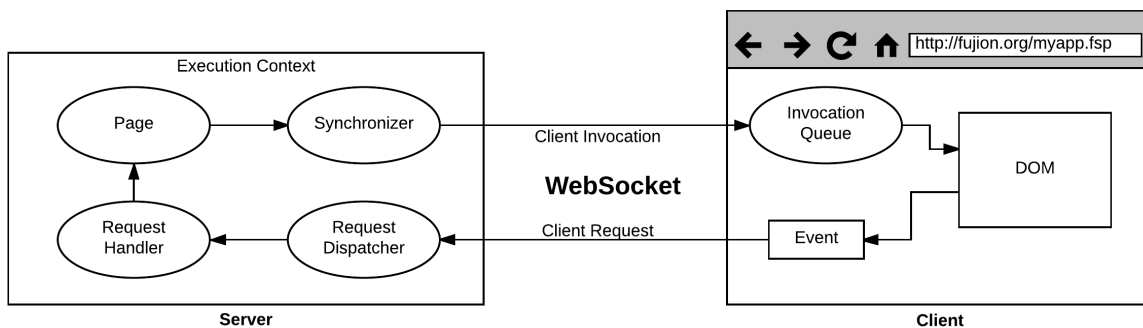 http://fujion.org/myapp.fsp
Execution Context
Page
Synchronizer
Client Invocation
Invocation
Queue
DOM
WebSocket
Request
Handler
Request
Dispatcher
Client Request
Event
Server
Client